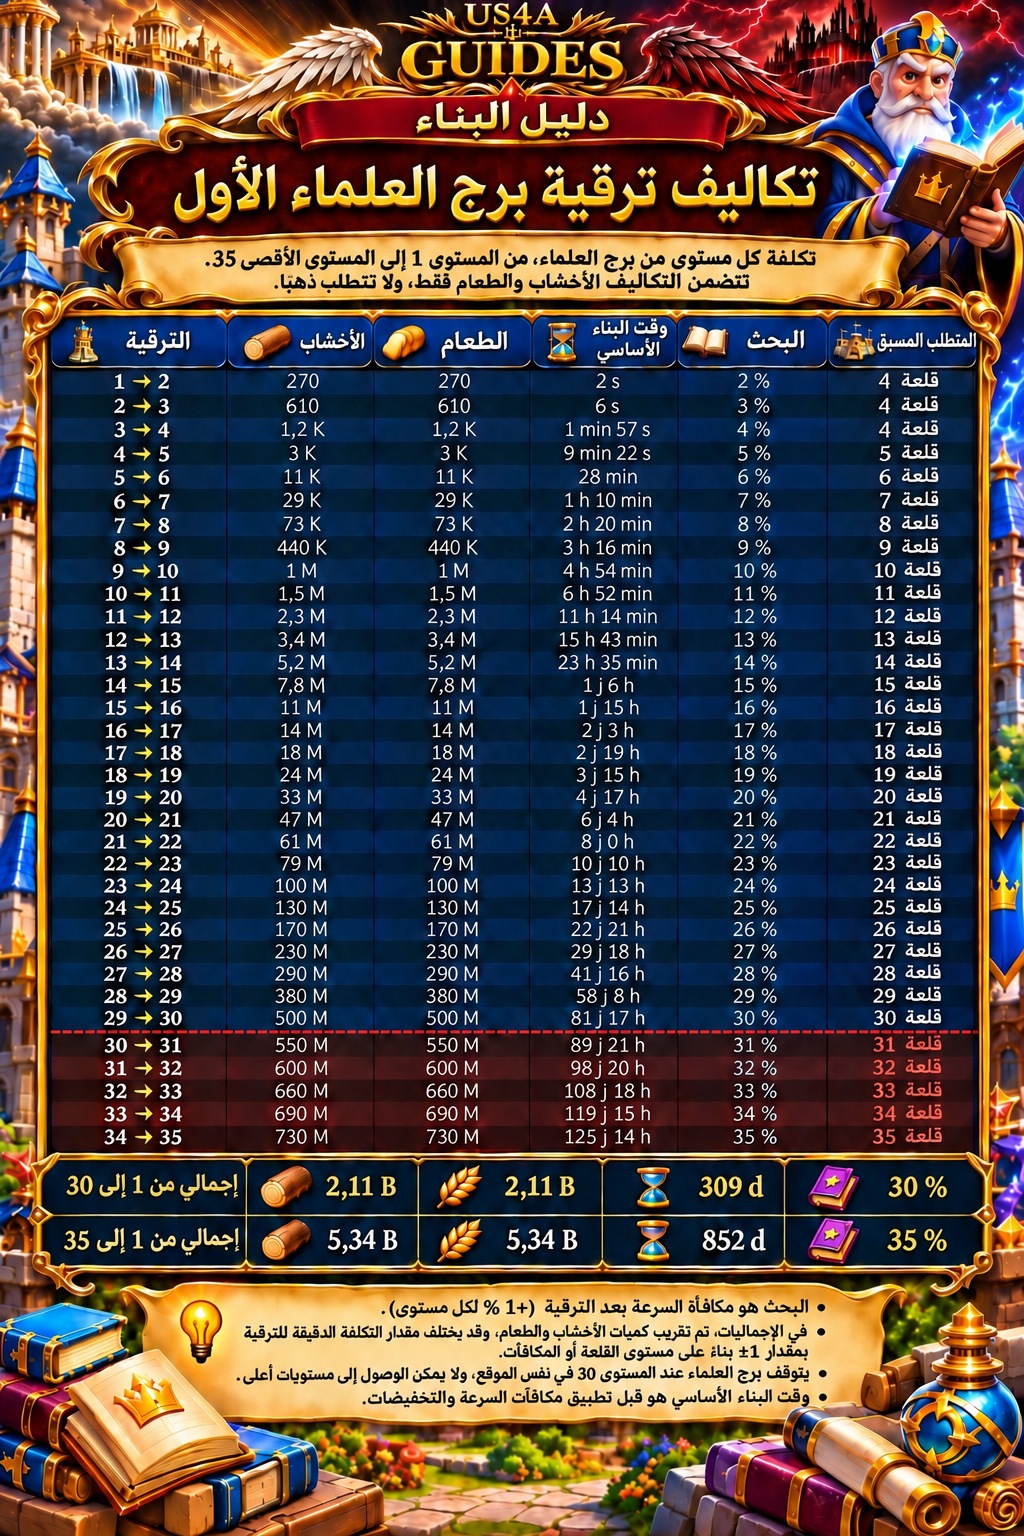 US4A
GUIDES
دليل البناء
تكاليف ترقية برج العلماء الأول
تكلفة كل مستوى من برج العلماء، من المستوى 1 إلى المستوى الأقصى 35.
تتضمن التكاليف الأخشاب والطعام فقط، ولا تتطلب ذهبًا.
الترقية الأخشاب الطعام وقت البناء الأساسي البحث المتطلب المسبق
1 → 2 270 270 2 s 2 % قلعة 4
2 → 3 610 610 6 s 3 % قلعة 4
3 → 4 1,2 K 1,2 K 1 min 57 s 4 % قلعة 4
4 → 5 3 K 3 K 9 min 22 s 5 % قلعة 5
5 → 6 11 K 11 K 28 min 6 % قلعة 6
6 → 7 29 K 29 K 1 h 10 min 7 % قلعة 7
7 → 8 73 K 73 K 2 h 20 min 8 % قلعة 8
8 → 9 440 K 440 K 3 h 16 min 9 % قلعة 9
9 → 10 1 M 1 M 4 h 54 min 10 % قلعة 10
10 → 11 1,5 M 1,5 M 6 h 52 min 11 % قلعة 11
11 → 12 2,3 M 2,3 M 11 h 14 min 12 % قلعة 12
12 → 13 3,4 M 3,4 M 15 h 43 min 13 % قلعة 13
13 → 14 5,2 M 5,2 M 23 h 35 min 14 % قلعة 14
14 → 15 7,8 M 7,8 M 1 j 6 h 15 % قلعة 15
15 → 16 11 M 11 M 1 j 15 h 16 % قلعة 16
16 → 17 14 M 14 M 2 j 3 h 17 % قلعة 17
17 → 18 18 M 18 M 2 j 19 h 18 % قلعة 18
18 → 19 24 M 24 M 3 j 15 h 19 % قلعة 19
19 → 20 33 M 33 M 4 j 17 h 20 % قلعة 20
20 → 21 47 M 47 M 6 j 4 h 21 % قلعة 21
21 → 22 61 M 61 M 8 j 0 h 22 % قلعة 22
22 → 23 79 M 79 M 10 j 10 h 23 % قلعة 23
23 → 24 100 M 100 M 13 j 13 h 24 % قلعة 24
24 → 25 130 M 130 M 17 j 14 h 25 % قلعة 25
25 → 26 170 M 170 M 22 j 21 h 26 % قلعة 26
26 → 27 230 M 230 M 29 j 18 h 27 % قلعة 27
27 → 28 290 M 290 M 41 j 16 h 28 % قلعة 28
28 → 29 380 M 380 M 58 j 8 h 29 % قلعة 29
29 → 30 500 M 500 M 81 j 17 h 30 % قلعة 30
30 → 31 550 M 550 M 89 j 21 h 31 % قلعة 31
31 → 32 600 M 600 M 98 j 20 h 32 % قلعة 32
32 → 33 660 M 660 M 108 j 18 h 33 % قلعة 33
33 → 34 690 M 690 M 119 j 15 h 34 % قلعة 34
34 → 35 730 M 730 M 125 j 14 h 35 % قلعة 35
إجمالي من 1 إلى 30 2,11 B 2,11 B 309 d 30 %
إجمالي من 1 إلى 35 5,34 B 5,34 B 852 d 35 %
• البحث هو مكافأة السرعة بعد الترقية (+1 % لكل مستوى).
• في الإجماليات، تم تقريب كميات الأخشاب والطعام، وقد يختلف مقدار التكلفة الدقيقة للترقية
بمقدار ±1 بناءً على مستوى القلعة أو المكافآت.
• يتوقف برج العلماء عند المستوى 30 في نفس الموقع، ولا يمكن الوصول إلى مستويات أعلى.
• وقت البناء الأساسي هو قبل تطبيق مكافآت السرعة والتخفيضات.